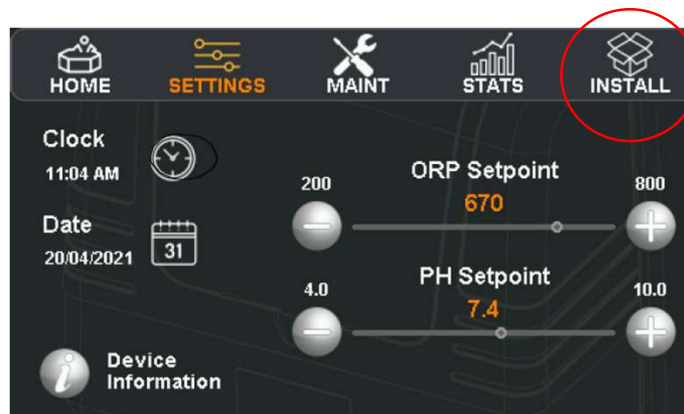 HOME SETTINGS MAINT STATS INSTALL
Clock
11:04 AM
Date
20/04/2021
31
Device
Information
ORP Setpoint
200 670 800
PH Setpoint
4.0 7.4 10.0